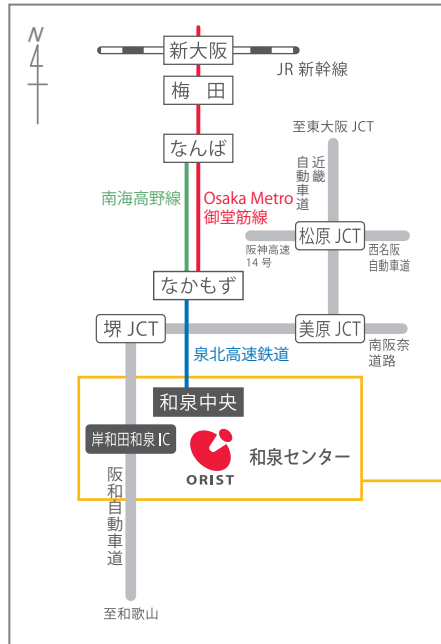 N
新大阪
JR 新幹線
梅 田
至東大阪 JCT
なんば
近畿
自動車道
南海高野線
Osaka Metro
御堂筋線
松原 JCT
阪神高速
14 号
西名阪
自動車道
なかもず
堺 JCT
美原 JCT
泉北高速鉄道
南阪奈
道路
和泉中央
岸和田和泉 IC
和泉センター
ORIST
阪和自動車道
至和歌山